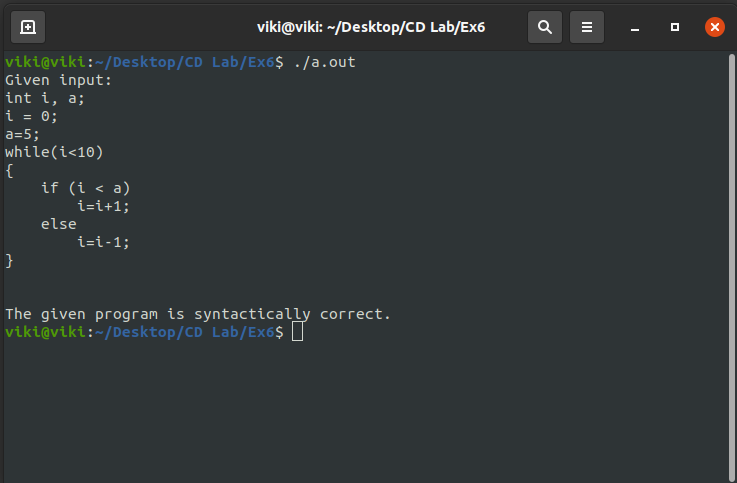 viki@viki: ~/Desktop/CD Lab/Ex6
viki@viki:~/Desktop/CD Lab/Ex6$ ./a.out
Given input:
int i, a;
i = 0;
a=5;
while(i<10)
{
    if (i < a)
        i=i+1;
    else
        i=i-1;
}


The given program is syntactically correct.
viki@viki:~/Desktop/CD Lab/Ex6$